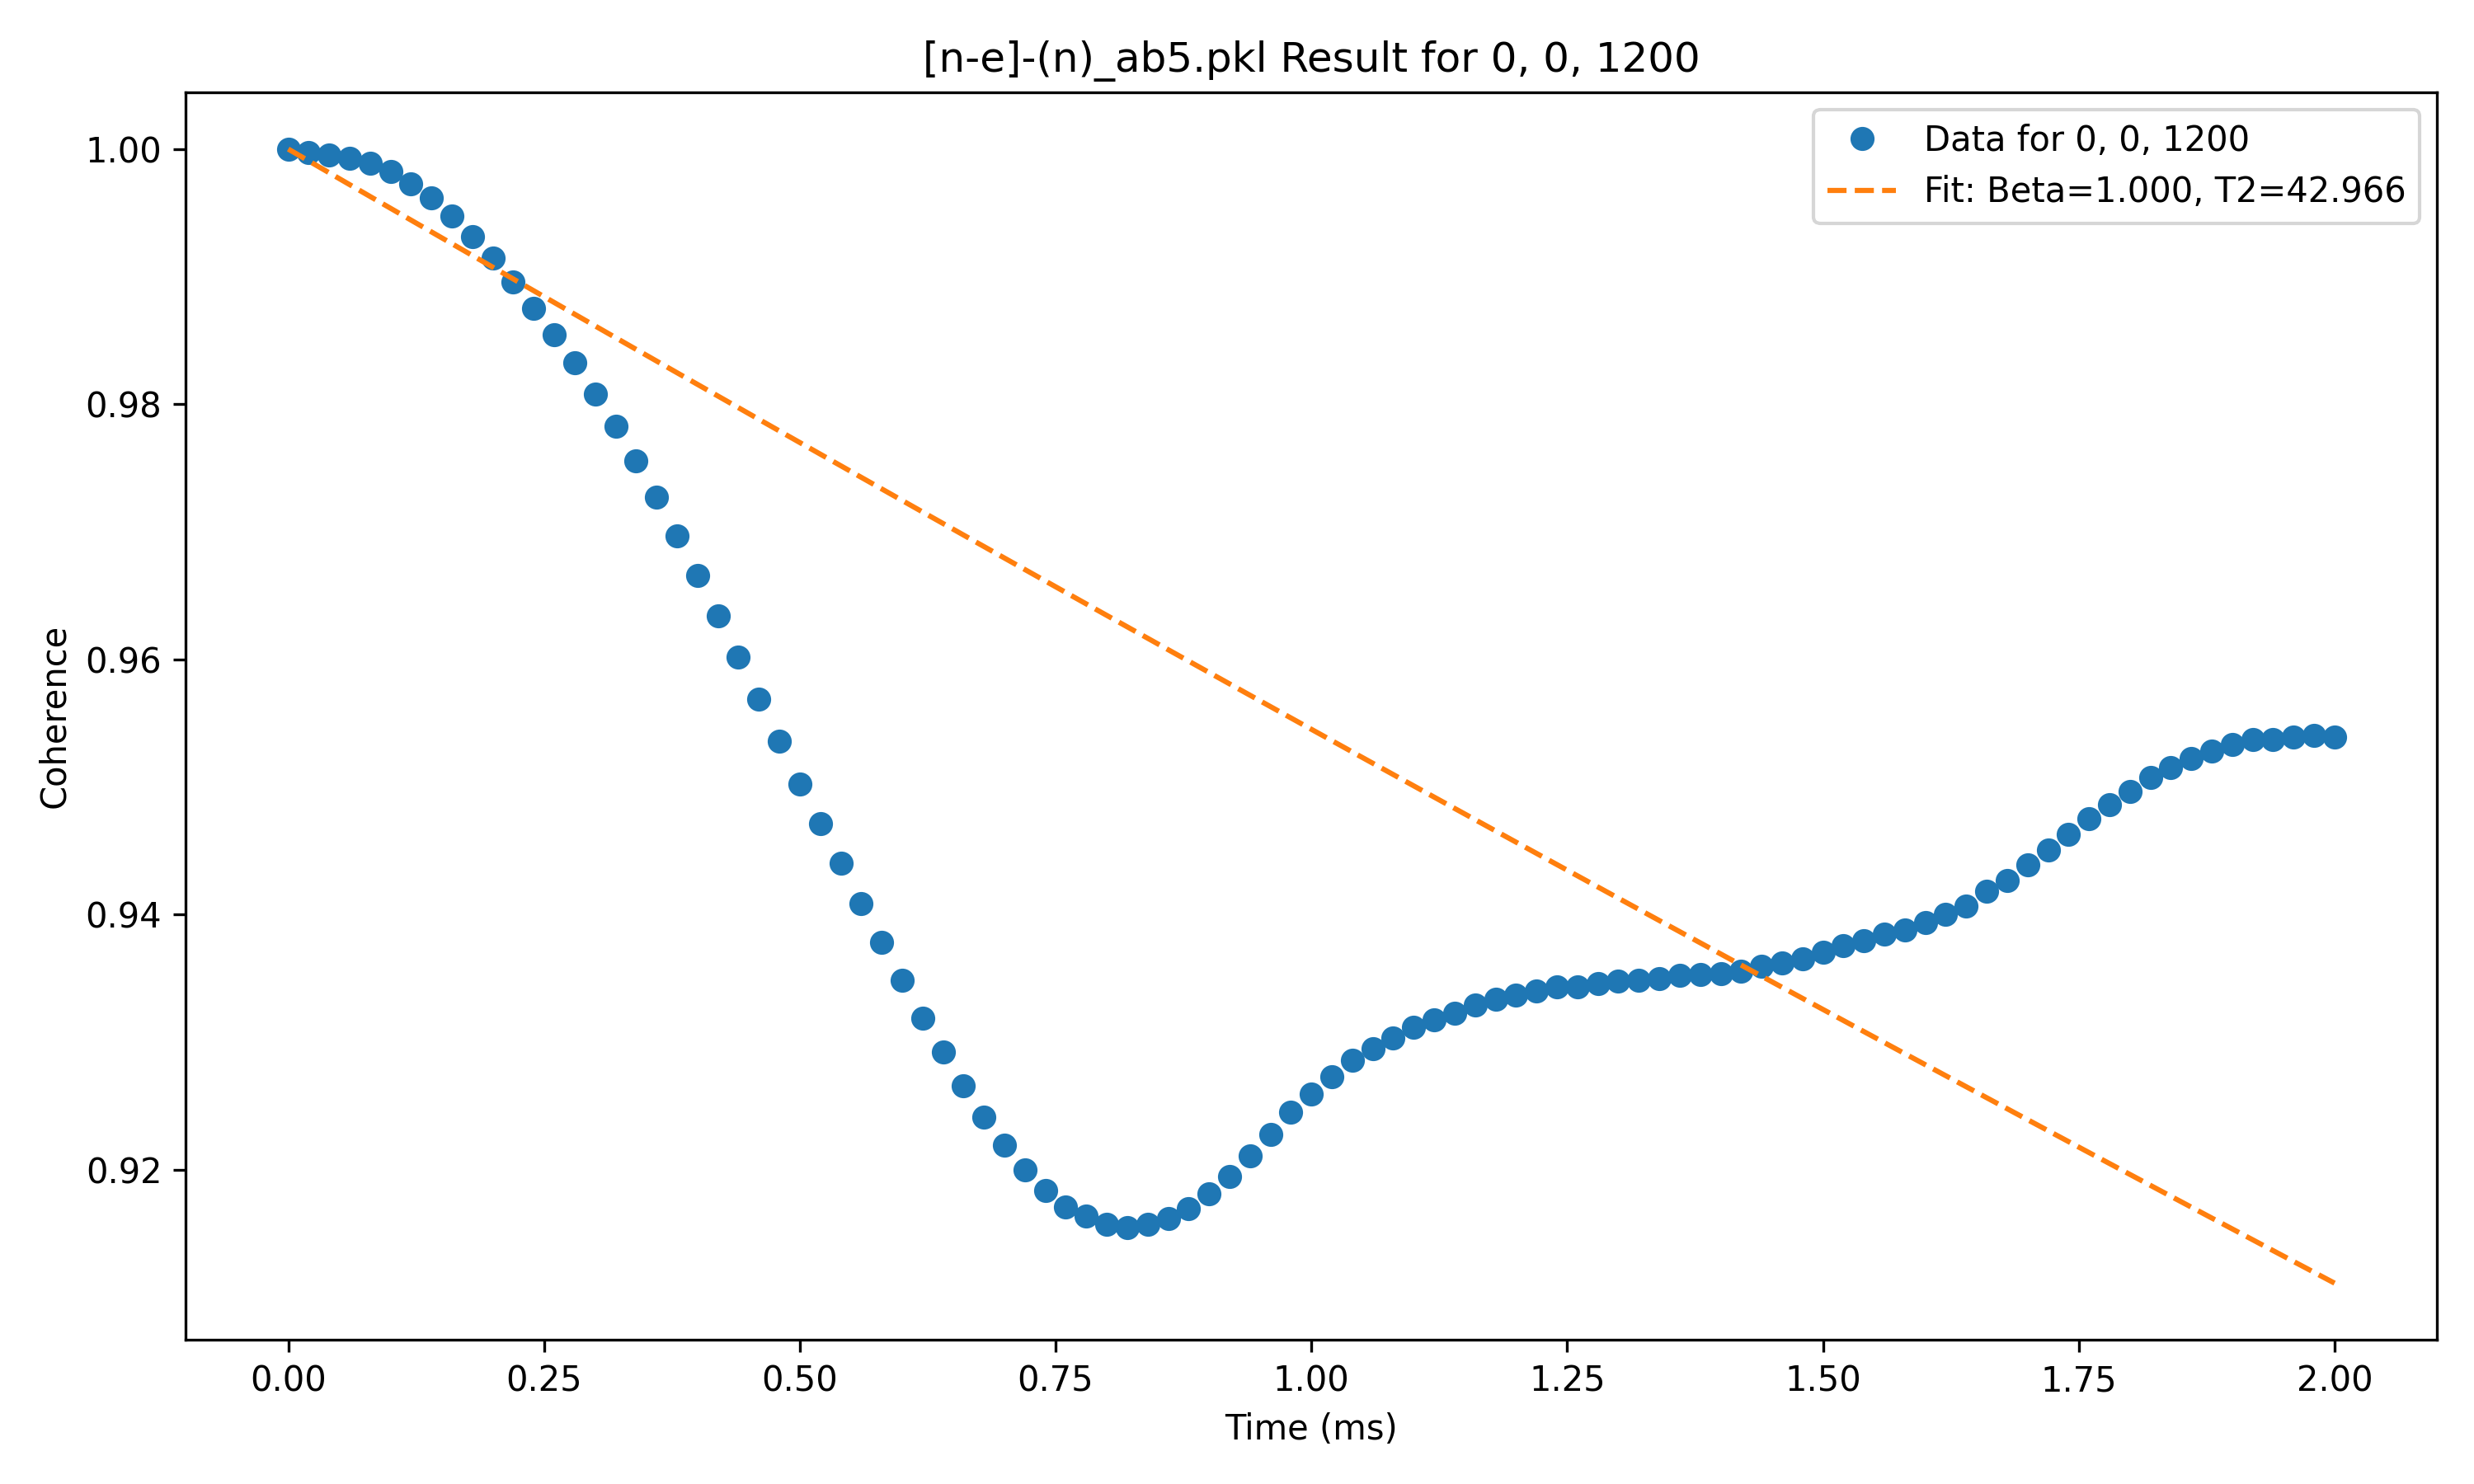 [n-e]-(n)_ab5.pkl Result for 0, 0, 1200
Data for 0, 0, 1200
Fit: Beta=1.000, T2=42.966
Coherence
1.00
0.98
0.96
0.94
0.92
0.00 0.25 0.50 0.75 1.00 1.25 1.50 1.75 2.00
Time (ms)